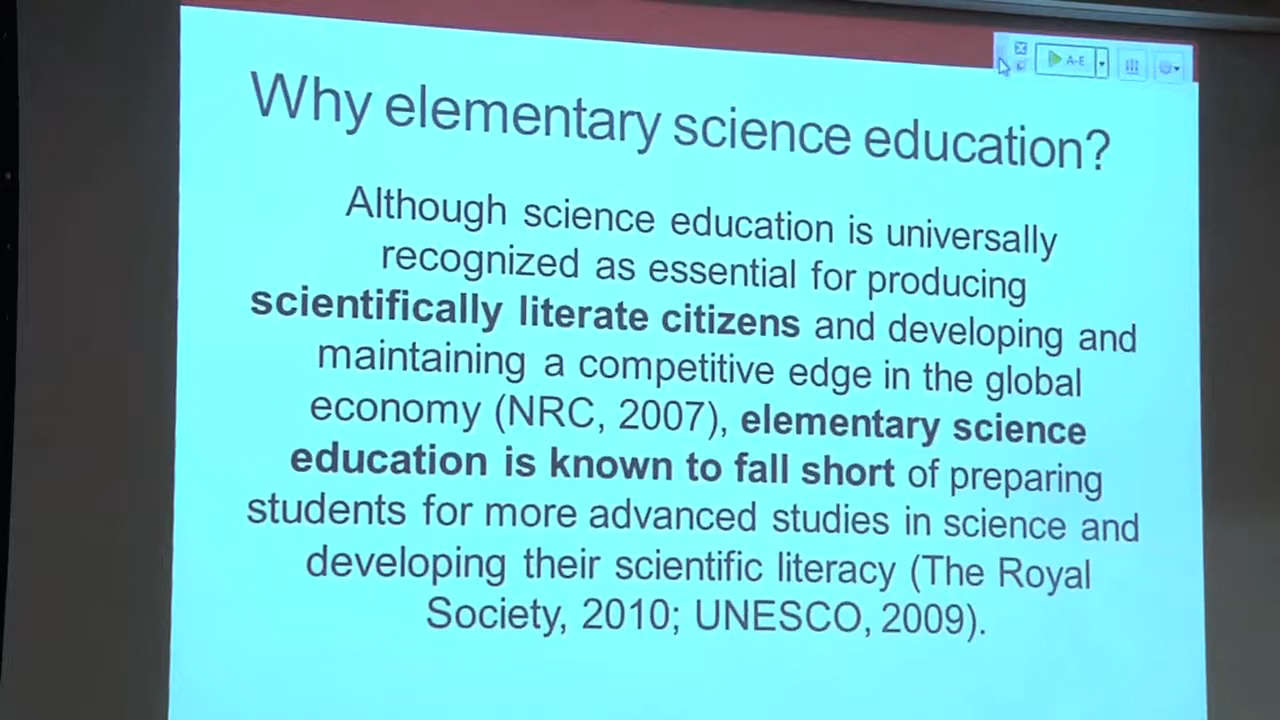 A-E
Why elementary science education?
Although science education is universally
recognized as essential for producing
scientifically literate citizens and developing and
maintaining a competitive edge in the global
economy (NRC, 2007), elementary science
education is known to fall short of preparing
students for more advanced studies in science and
developing their scientific literacy (The Royal
Society, 2010; UNESCO, 2009).